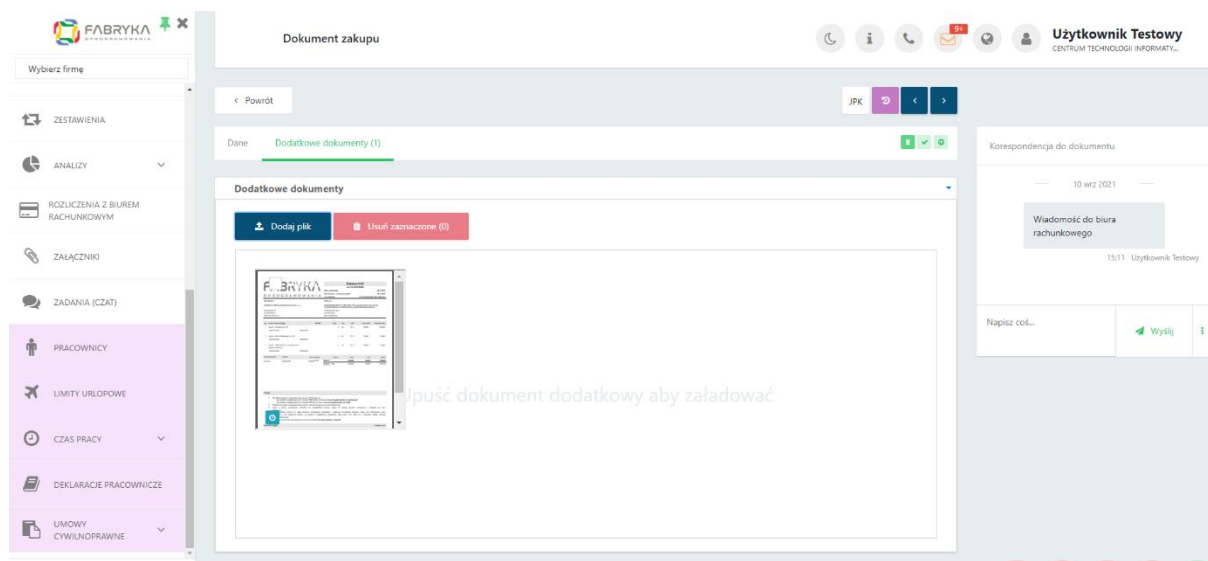 FABRYKA
OPROGRAMOWANIA
Wybierz firmę
ZESTAWIENIA
ANALIZY
ROZLICZENIA Z BIUREM
RACHUNKOWYM
ZAŁĄCZNIKI
ZADANIA (CZAT)
PRACOWNICY
LIMITY URLOPOWE
CZAS PRACY
DEKLARACJE PRACOWNICZE
UMOWY
CYWILNOPRAWNE
Dokument zakupu
9+
Użytkownik Testowy
CENTRUM TECHNOLOGII INFORMATY...
Powrót
JPK
Dane
Dodatkowe dokumenty (1)
Dodatkowe dokumenty
Dodaj plik
Usuń zaznaczone (0)
F BRYKA
OPROGRAMOWANIA
Upuść dokument dodatkowy aby załadować
Korespondencja do dokumentu
10 wrz 2021
Wiadomość do biura
rachunkowego
15:11 Użytkownik Testowy
Napisz coś...
Wyślij